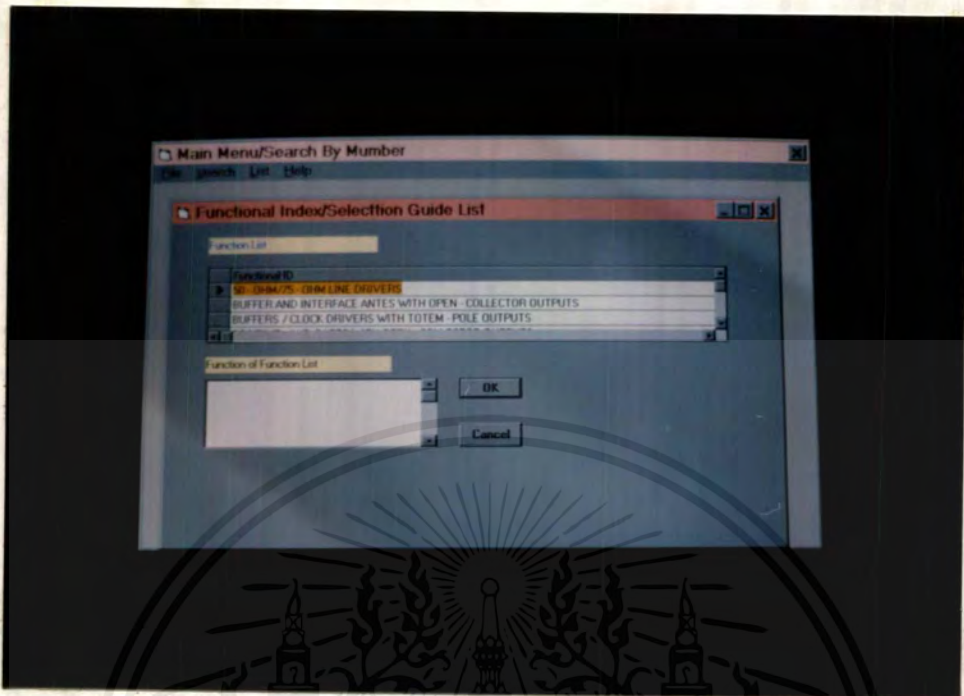 Main Menu/Search By Mumber
File Search List Help
Functional Index/Selecttion Guide List
Function List
Functional ID
50 - OHM/75 - OHM LINE DRIVERS
BUFFER AND INTERFACE ANTES WITH OPEN - COLLECTOR OUTPUTS
BUFFERS / CLOCK DRIVERS WITH TOTEM - POLE OUTPUTS
Function of Function List
OK
Cancel